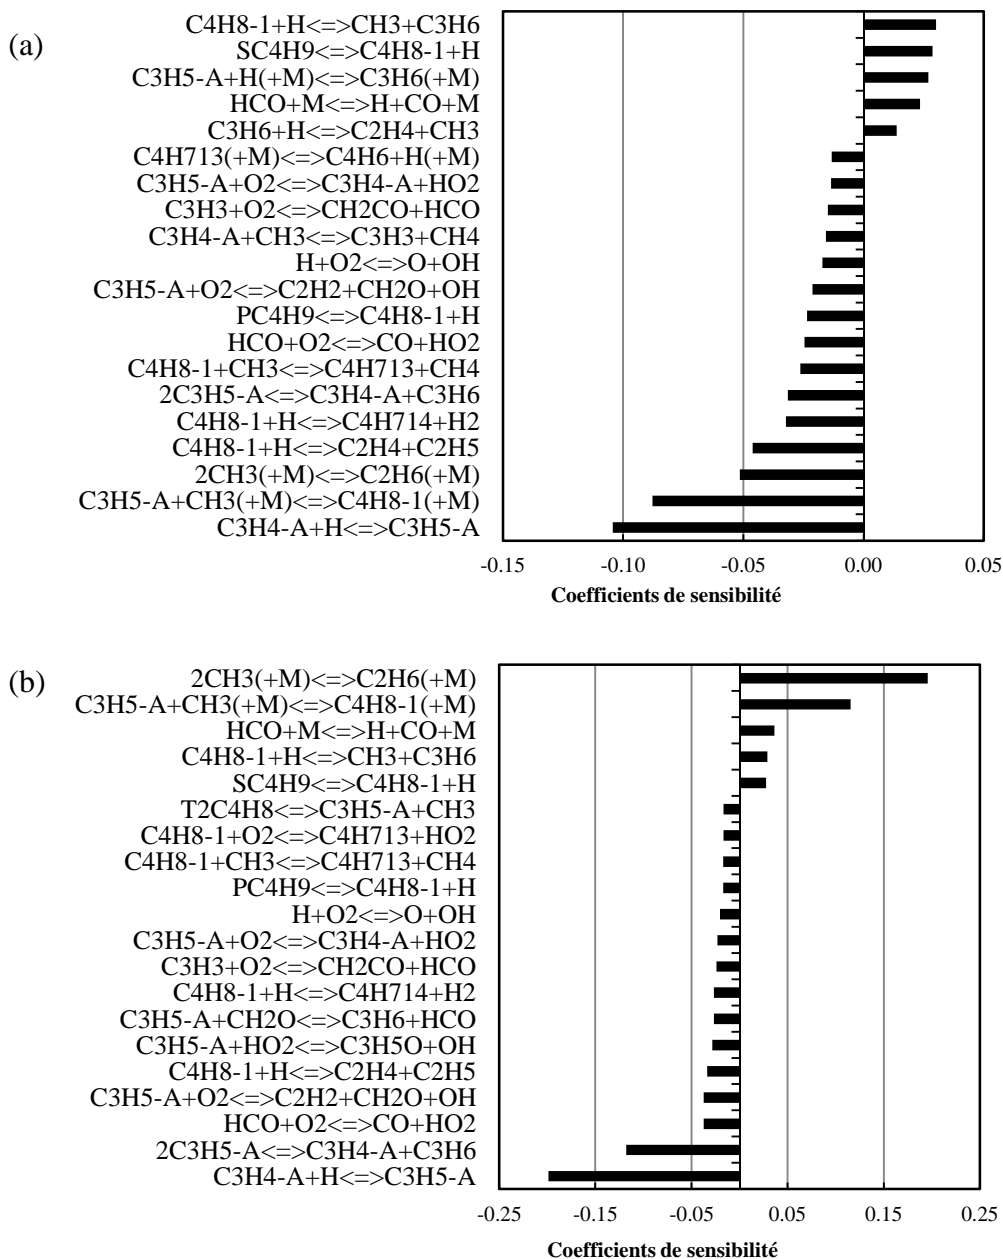 (a)
C4H8-1+H<=>CH3+C3H6
SC4H9<=>C4H8-1+H
C3H5-A+H(+M)<=>C3H6(+M)
HCO+M<=>H+CO+M
C3H6+H<=>C2H4+CH3
C4H713(+M)<=>C4H6+H(+M)
C3H5-A+O2<=>C3H4-A+HO2
C3H3+O2<=>CH2CO+HCO
C3H4-A+CH3<=>C3H3+CH4
H+O2<=>O+OH
C3H5-A+O2<=>C2H2+CH2O+OH
PC4H9<=>C4H8-1+H
HCO+O2<=>CO+HO2
C4H8-1+CH3<=>C4H713+CH4
2C3H5-A<=>C3H4-A+C3H6
C4H8-1+H<=>C4H714+H2
C4H8-1+H<=>C2H4+C2H5
2CH3(+M)<=>C2H6(+M)
C3H5-A+CH3(+M)<=>C4H8-1(+M)
C3H4-A+H<=>C3H5-A
-0.15 -0.10 -0.05 0.00 0.05
Coefficients de sensibilité
(b)
2CH3(+M)<=>C2H6(+M)
C3H5-A+CH3(+M)<=>C4H8-1(+M)
HCO+M<=>H+CO+M
C4H8-1+H<=>CH3+C3H6
SC4H9<=>C4H8-1+H
T2C4H8<=>C3H5-A+CH3
C4H8-1+O2<=>C4H713+HO2
C4H8-1+CH3<=>C4H713+CH4
PC4H9<=>C4H8-1+H
H+O2<=>O+OH
C3H5-A+O2<=>C3H4-A+HO2
C3H3+O2<=>CH2CO+HCO
C4H8-1+H<=>C4H714+H2
C3H5-A+CH2O<=>C3H6+HCO
C3H5-A+HO2<=>C3H5O+OH
C4H8-1+H<=>C2H4+C2H5
C3H5-A+O2<=>C2H2+CH2O+OH
HCO+O2<=>CO+HO2
2C3H5-A<=>C3H4-A+C3H6
C3H4-A+H<=>C3H5-A
-0.25 -0.15 -0.05 0.05 0.15 0.25
Coefficients de sensibilité